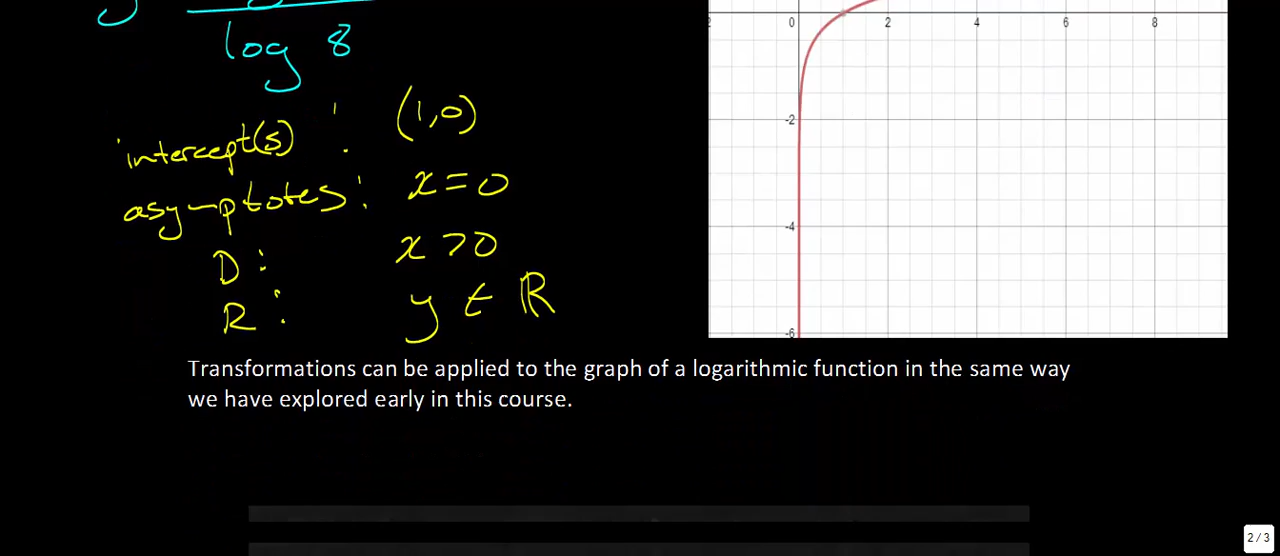 log 8
intercept(s) : (1,0)
asymptotes: x = 0
D: x > 0
R: y ∈ ℝ
0 2 4 6 8
-2
-4
-6
Transformations can be applied to the graph of a logarithmic function in the same way
we have explored early in this course.
2/3